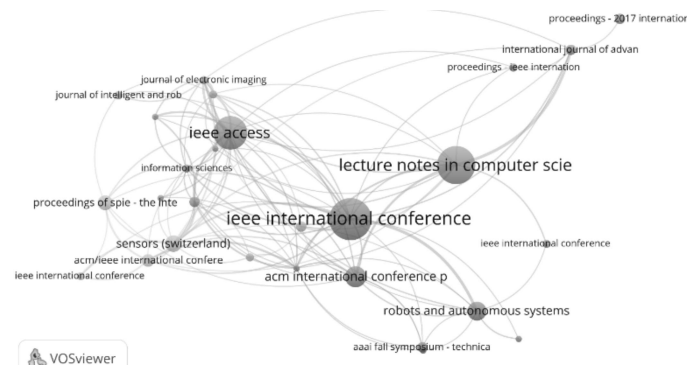 proceedings - 2017 internation
international journal of advan
proceedings - ieee internation
journal of electronic imaging
journal of intelligent and rob
ieee access
lecture notes in computer scie
information sciences
proceedings of spie - the inte
ieee international conference
sensors (switzerland)
ieee international conference
acm/ieee international confere
ieee international conference
acm international conference p
robots and autonomous systems
aaai fall symposium - technica
VOSviewer